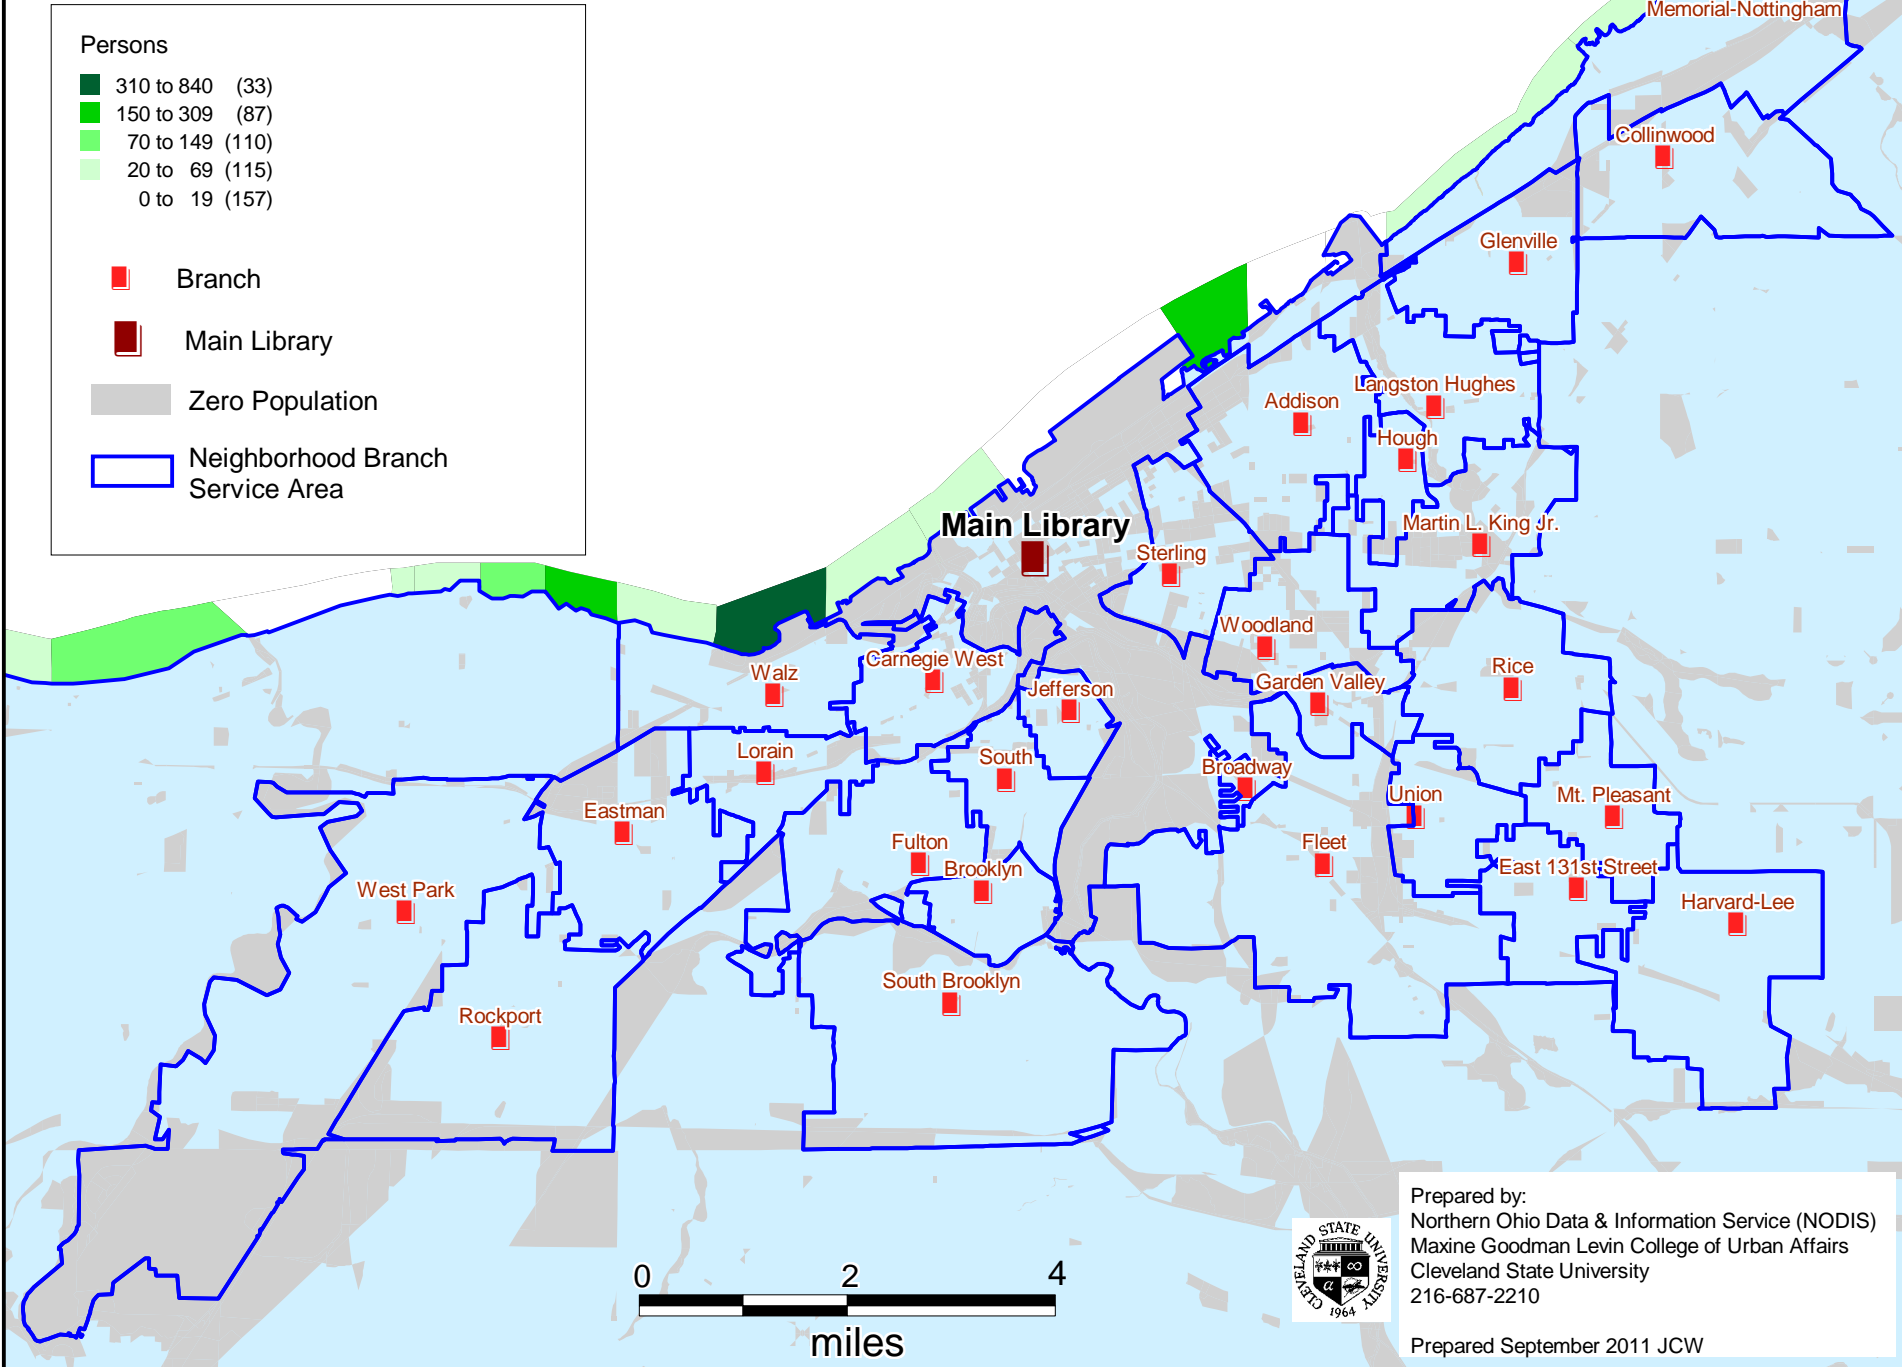 Persons
310 to 840 (33)
150 to 309 (87)
70 to 149 (110)
20 to 69 (115)
0 to 19 (157)
Branch
Main Library
Zero Population
Neighborhood Branch
Service Area
Memorial-Nottingham
Collinwood
Glenville
Langston Hughes
Addison
Hough
Main Library
Martin L. King Jr.
Sterling
Woodland
Carnegie West
Walz
Rice
Garden Valley
Jefferson
Lorain
South
Broadway
Union
Mt. Pleasant
Eastman
Fulton
Fleet
Brooklyn
East 131st Street
West Park
Harvard-Lee
South Brooklyn
Rockport
0 2 4
miles
CLEVELAND STATE UNIVERSITY
1964
Prepared by:
Northern Ohio Data & Information Service (NODIS)
Maxine Goodman Levin College of Urban Affairs
Cleveland State University
216-687-2210
Prepared September 2011 JCW